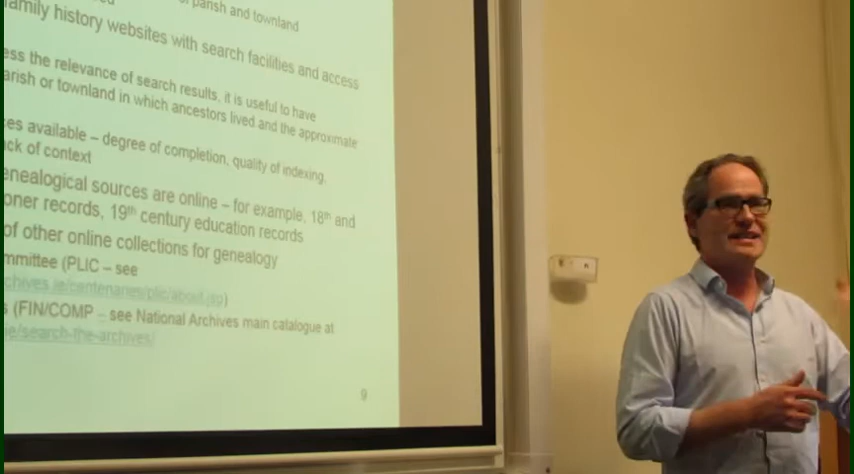 parish and townland
family history websites with search facilities and access
ess the relevance of search results, it is useful to have
arish or townland in which ancestors lived and the approximate
ces available – degree of completion, quality of indexing,
ack of context
enealogical sources are online – for example, 18th and
oner records, 19th century education records
of other online collections for genealogy
mmittee (PLIC – see
chives.ie/centenaries/plic/about.jsp)
s (FIN/COMP – see National Archives main catalogue at
ie/search-the-archives/
9